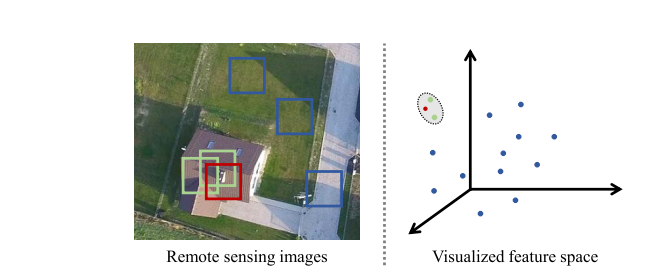 Remote sensing images
Visualized feature space